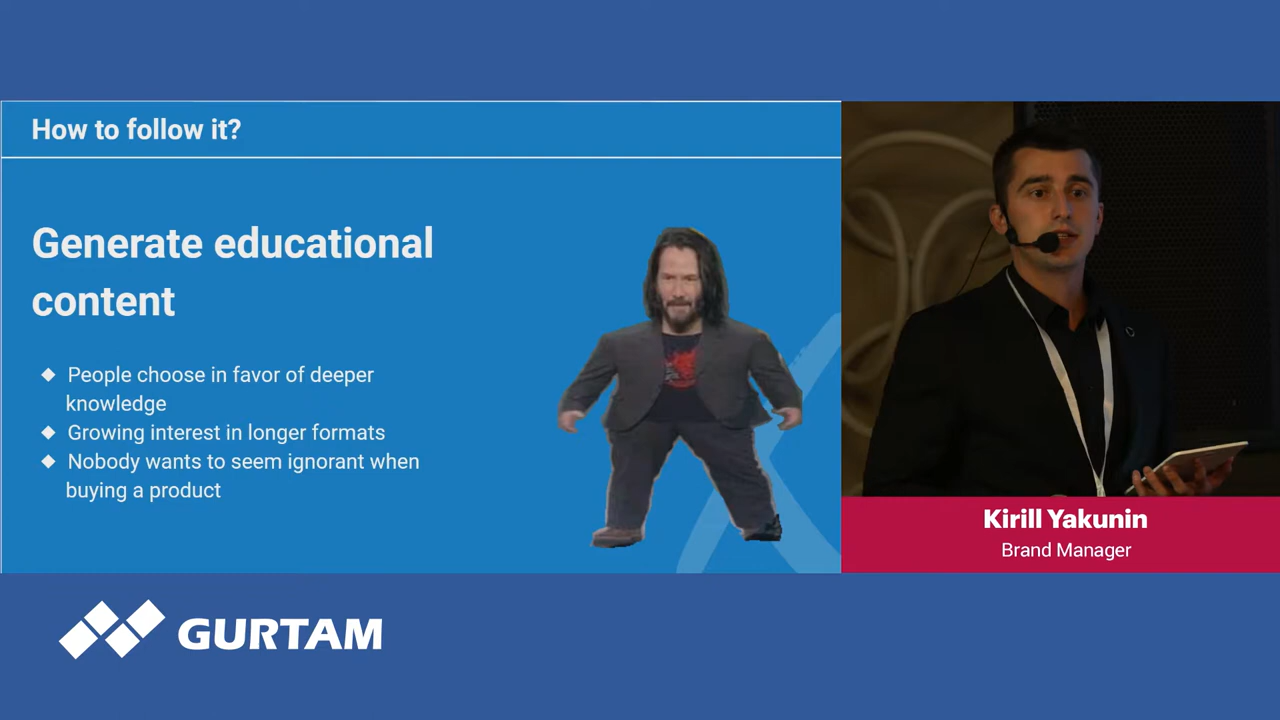 How to follow it?
Generate educational
content
◆ People choose in favor of deeper
knowledge
◆ Growing interest in longer formats
◆ Nobody wants to seem ignorant when
buying a product
Kirill Yakunin
Brand Manager
GURTAM